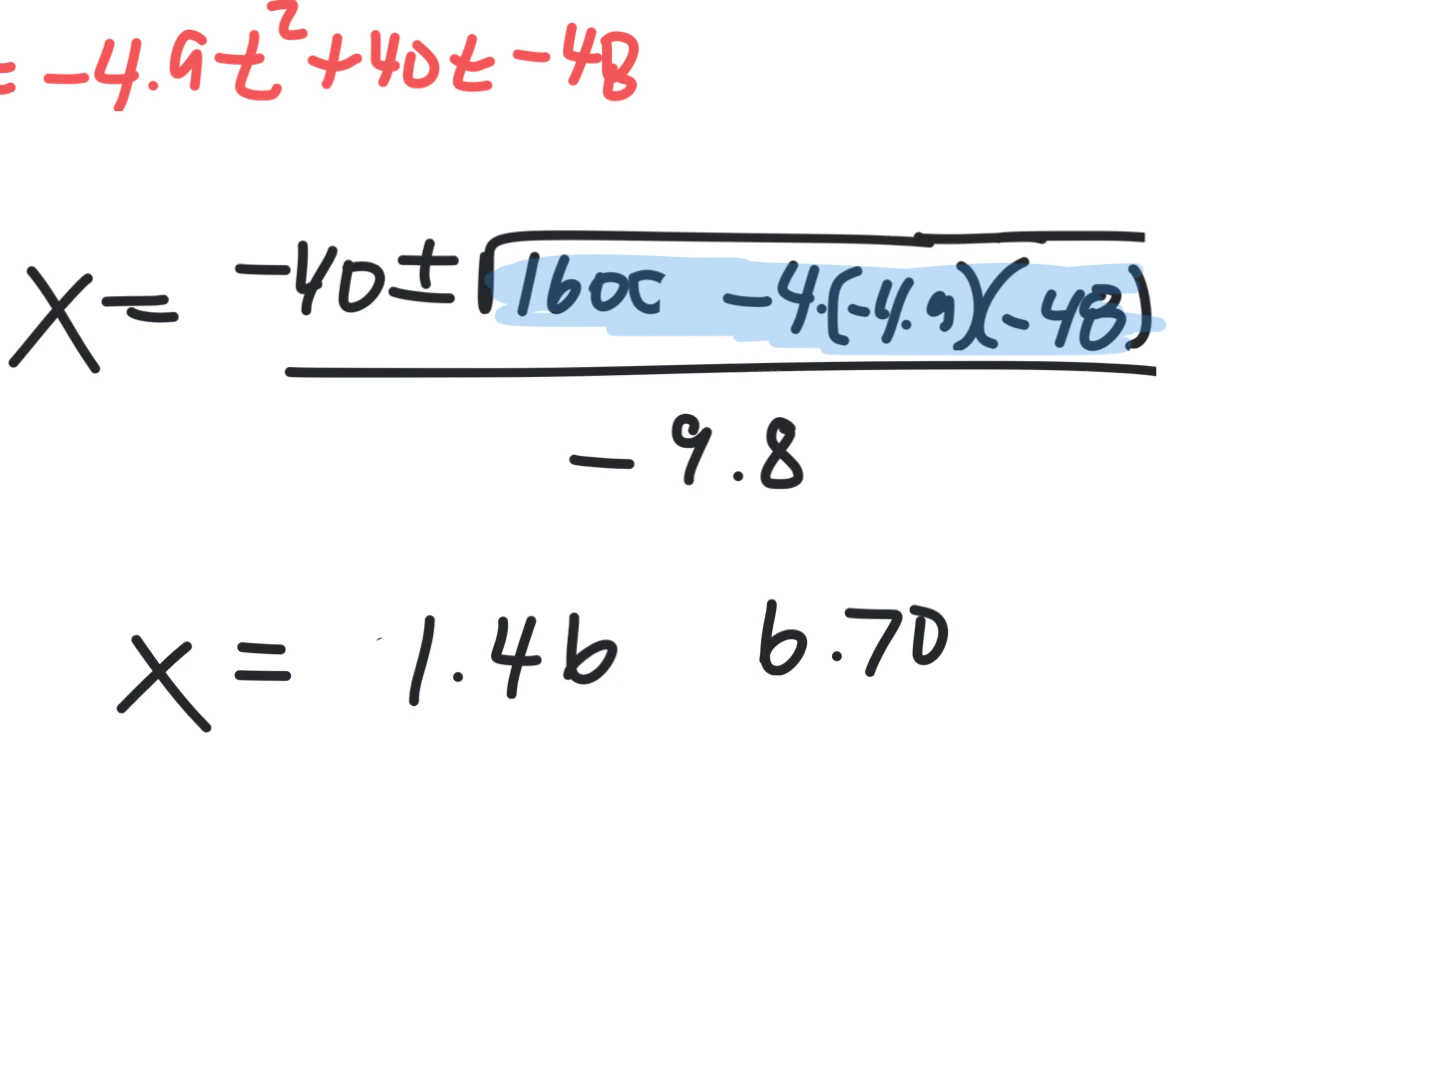 = -4.9t²+40t-48
X= -40±√1600 -4·(-4.9)(-48)
-9.8
X= 1.46 6.70